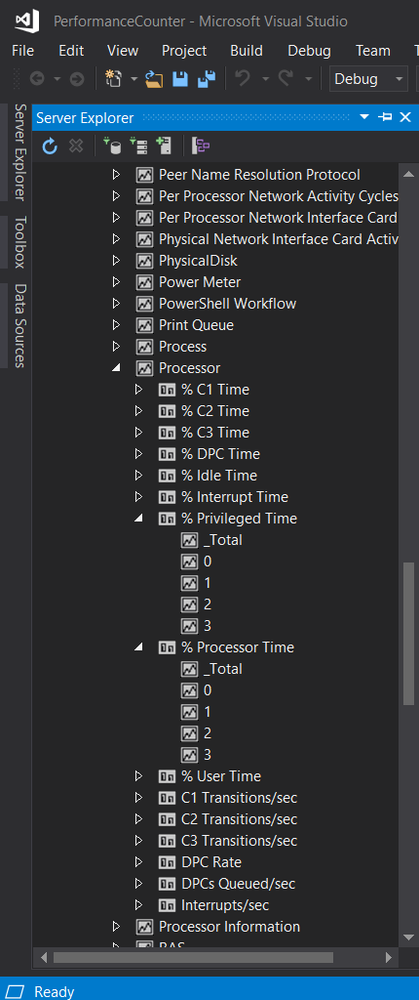 PerformanceCounter - Microsoft Visual Studio
File Edit View Project Build Debug Team
Debug
Server Explorer
Toolbox
Data Sources
Server Explorer
Peer Name Resolution Protocol
Per Processor Network Activity Cycles
Per Processor Network Interface Card
Physical Network Interface Card Activ
PhysicalDisk
Power Meter
PowerShell Workflow
Print Queue
Process
Processor
% C1 Time
% C2 Time
% C3 Time
% DPC Time
% Idle Time
% Interrupt Time
% Privileged Time
_Total
0
1
2
3
% Processor Time
_Total
0
1
2
3
% User Time
C1 Transitions/sec
C2 Transitions/sec
C3 Transitions/sec
DPC Rate
DPCs Queued/sec
Interrupts/sec
Processor Information
RAS
Ready